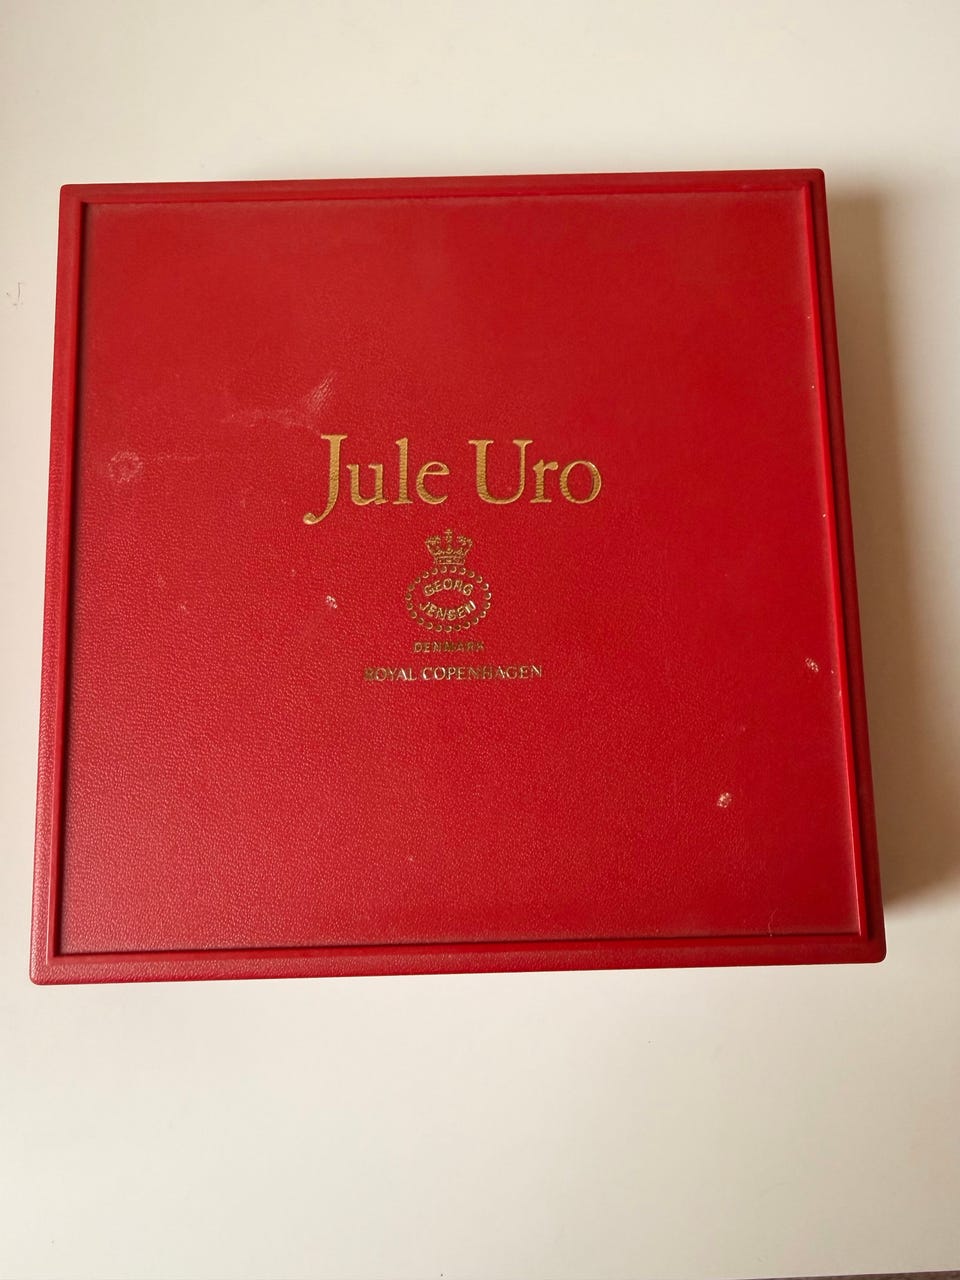 Jule Uro
GEORG
JENSEN
DENMARK
ROYAL COPENHAGEN